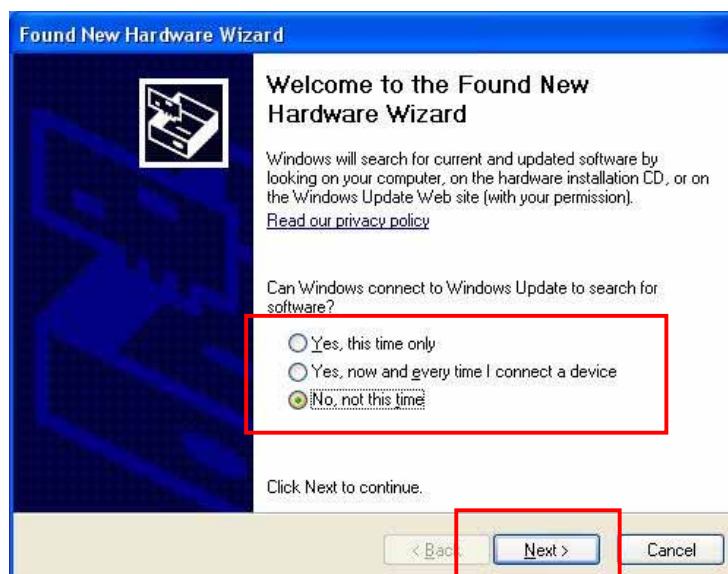 Found New Hardware Wizard
Welcome to the Found New
Hardware Wizard
Windows will search for current and updated software by
looking on your computer, on the hardware installation CD, or on
the Windows Update Web site (with your permission).
Read our privacy policy
Can Windows connect to Windows Update to search for
software?
Yes, this time only
Yes, now and every time I connect a device
No, not this time
Click Next to continue.
< Back
Next >
Cancel